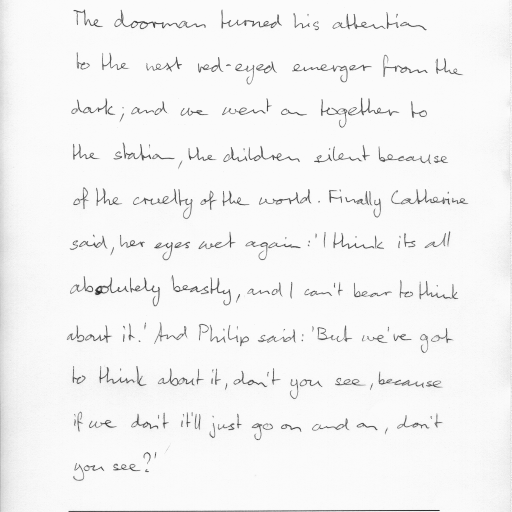 The doorman turned his attention
to the next red-eyed emerger from the
dark; and we went on together to
the station, the children silent because
of the cruelty of the world. Finally Catherine
said, her eyes wet again: 'I think its all
absolutely beastly, and I can't bear to think
about it.' And Philip said: 'But we've got
to think about it, don't you see, because
if we don't it'll just go on and on, don't
you see?'